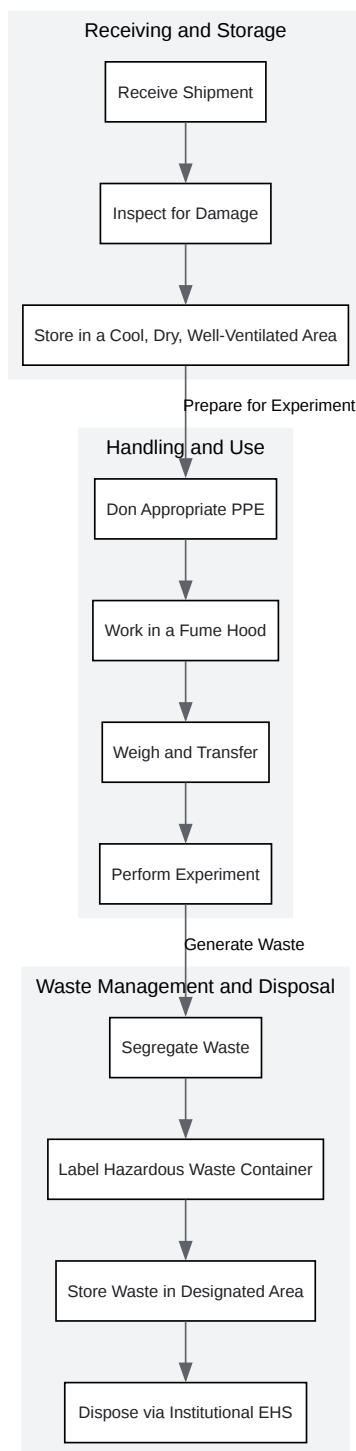 Receiving and Storage
Receive Shipment
Inspect for Damage
Store in a Cool, Dry, Well-Ventilated Area
Prepare for Experiment
Handling and Use
Don Appropriate PPE
Work in a Fume Hood
Weigh and Transfer
Perform Experiment
Generate Waste
Waste Management and Disposal
Segregate Waste
Label Hazardous Waste Container
Store Waste in Designated Area
Dispose via Institutional EHS